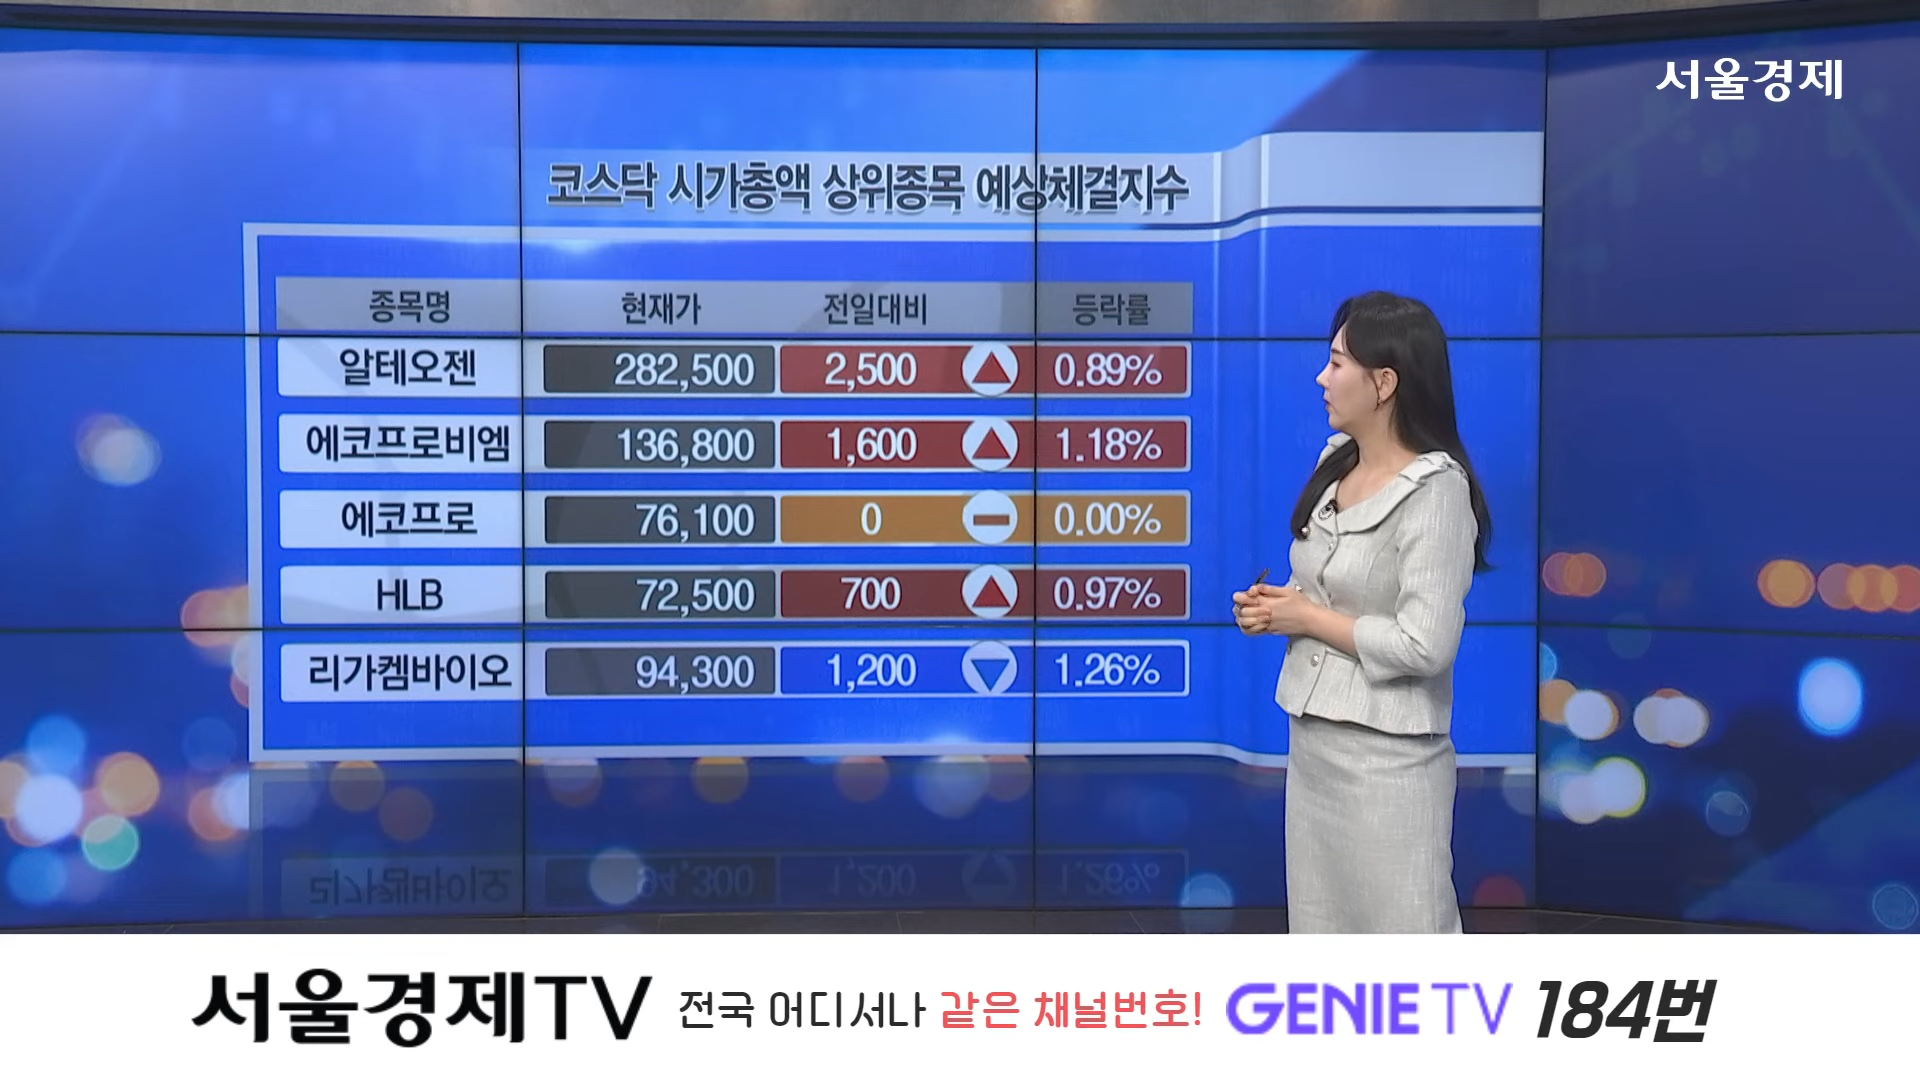 서울경제
코스닥 시가총액 상위종목 예상체결지수
종목명 현재가 전일대비 등락률
알테오젠 282,500 2,500 ▲ 0.89%
에코프로비엠 136,800 1,600 ▲ 1.18%
에코프로 76,100 0 - 0.00%
HLB 72,500 700 ▲ 0.97%
리가켐바이오 94,300 1,200 ▽ 1.26%
서울경제TV 전국 어디서나 같은 채널번호! GENIE TV 184번